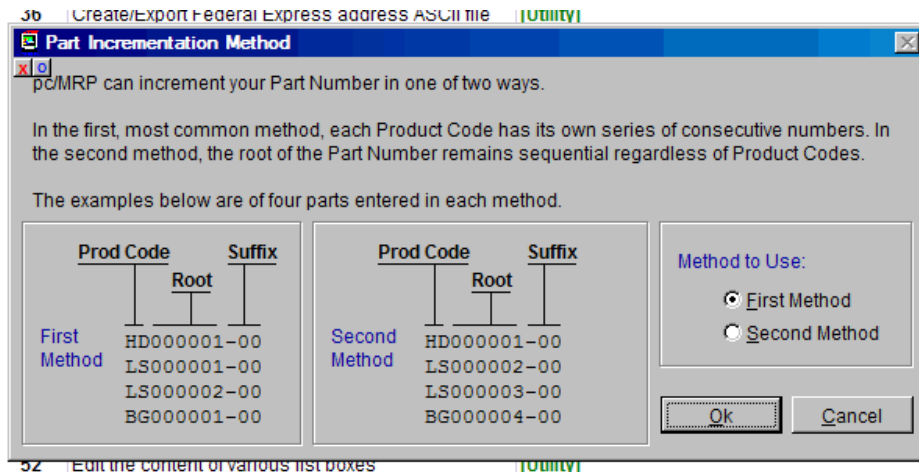 36 Create/Export Federal Express address ASCII file [Utility]
Part Incrementation Method
X O
pc/MRP can increment your Part Number in one of two ways.
In the first, most common method, each Product Code has its own series of consecutive numbers. In
the second method, the root of the Part Number remains sequential regardless of Product Codes.
The examples below are of four parts entered in each method.
Prod Code Suffix
Root
First
Method
HD000001-00
LS000001-00
LS000002-00
BG000001-00
Prod Code Suffix
Root
Second
Method
HD000001-00
LS000002-00
LS000003-00
BG000004-00
Method to Use:
First Method
Second Method
Ok Cancel
52 Edit the content of various list boxes [Utility]